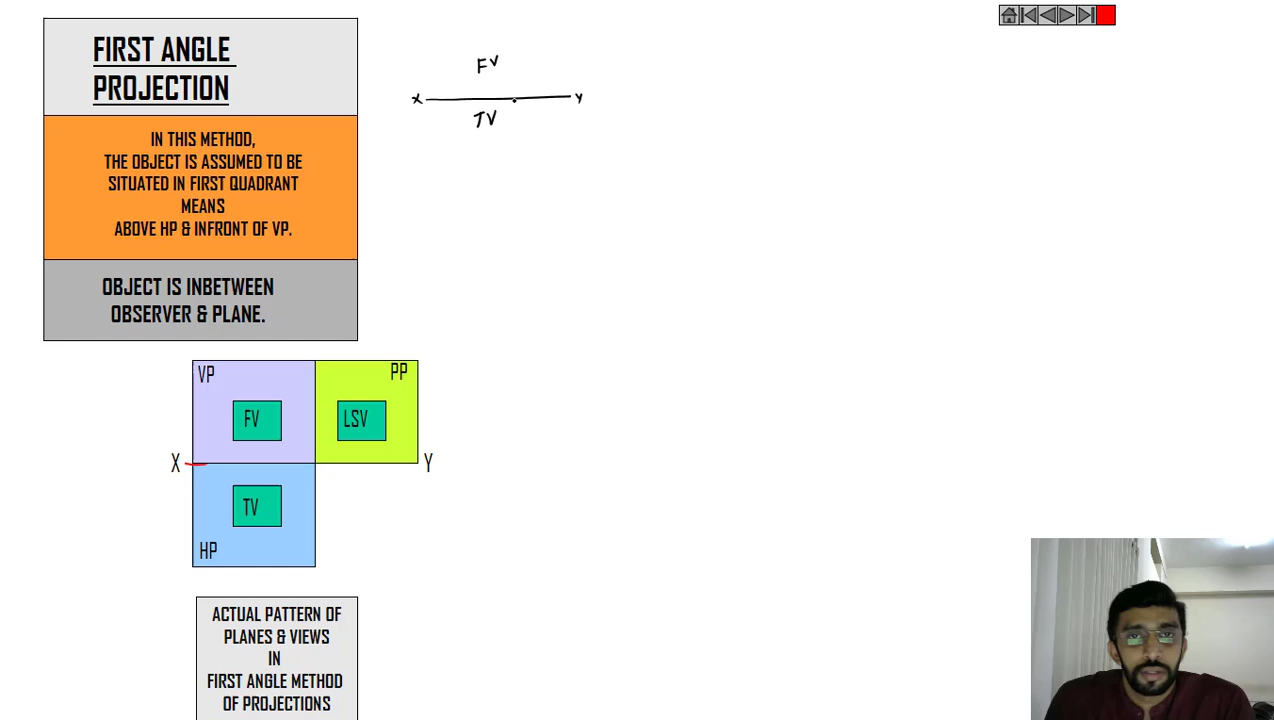 FIRST ANGLE
PROJECTION
IN THIS METHOD,
THE OBJECT IS ASSUMED TO BE
SITUATED IN FIRST QUADRANT
MEANS
ABOVE HP & INFRONT OF VP.
OBJECT IS INBETWEEN
OBSERVER & PLANE.
FV
X Y
TV
VP PP
FV LSV
X Y
TV
HP
ACTUAL PATTERN OF
PLANES & VIEWS
IN
FIRST ANGLE METHOD
OF PROJECTIONS